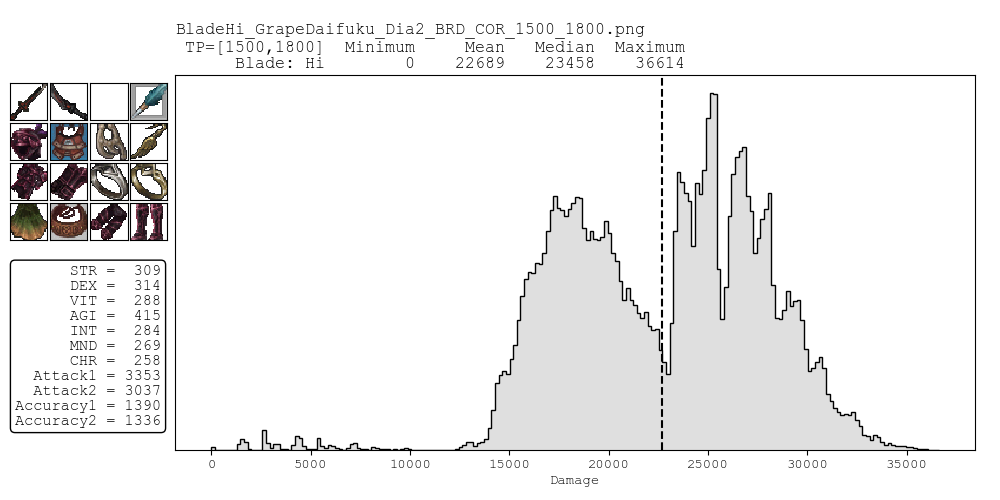 BladeHi_GrapeDaifuku_Dia2_BRD_COR_1500_1800.png
TP=[1500,1800] Minimum Mean Median Maximum
Blade: Hi 0 22689 23458 36614
STR = 309
DEX = 314
VIT = 288
AGI = 415
INT = 284
MND = 269
CHR = 258
Attack1 = 3353
Attack2 = 3037
Accuracy1 = 1390
Accuracy2 = 1336
0 5000 10000 15000 20000 25000 30000 35000
Damage